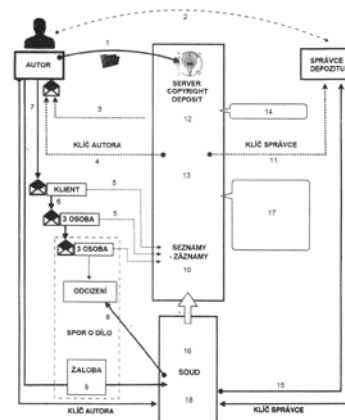 2
1
AUTOR
SERVER
COPYRIGHT
DEPOSIT
SPRÁVCE
DEPOZITU
7
3
12
14
KLÍČ AUTORA
KLÍČ SPRÁVCE
4
11
13
KLIENT
5
6
3 OSOBA
5
17
3 OSOBA
SEZNAMY
- ZÁZNAMY
10
ODCIZENÍ
SPOR O DÍLO
8
ŽALOBA
9
16
SOUD
18
15
KLÍČ AUTORA
KLÍČ SPRÁVCE